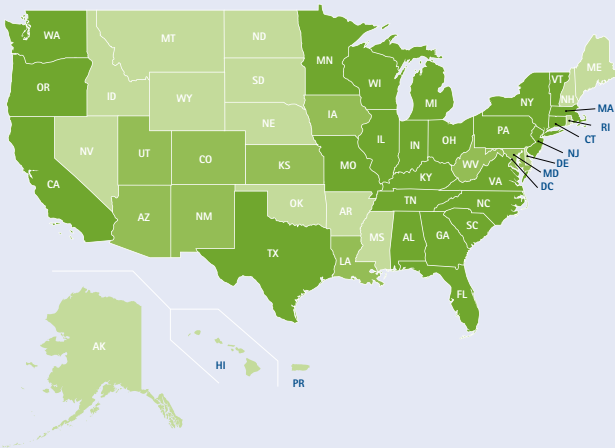 WA
MT
ND
MN
VT
ME
OR
ID
SD
WI
MI
NY
NH
MA
WY
RI
NE
IA
PA
CT
NV
UT
CO
IL
IN
OH
NJ
WV
DE
MD
DC
CA
KS
MO
KY
VA
AZ
NM
OK
AR
TN
NC
SC
TX
LA
MS
AL
GA
FL
AK
HI
PR